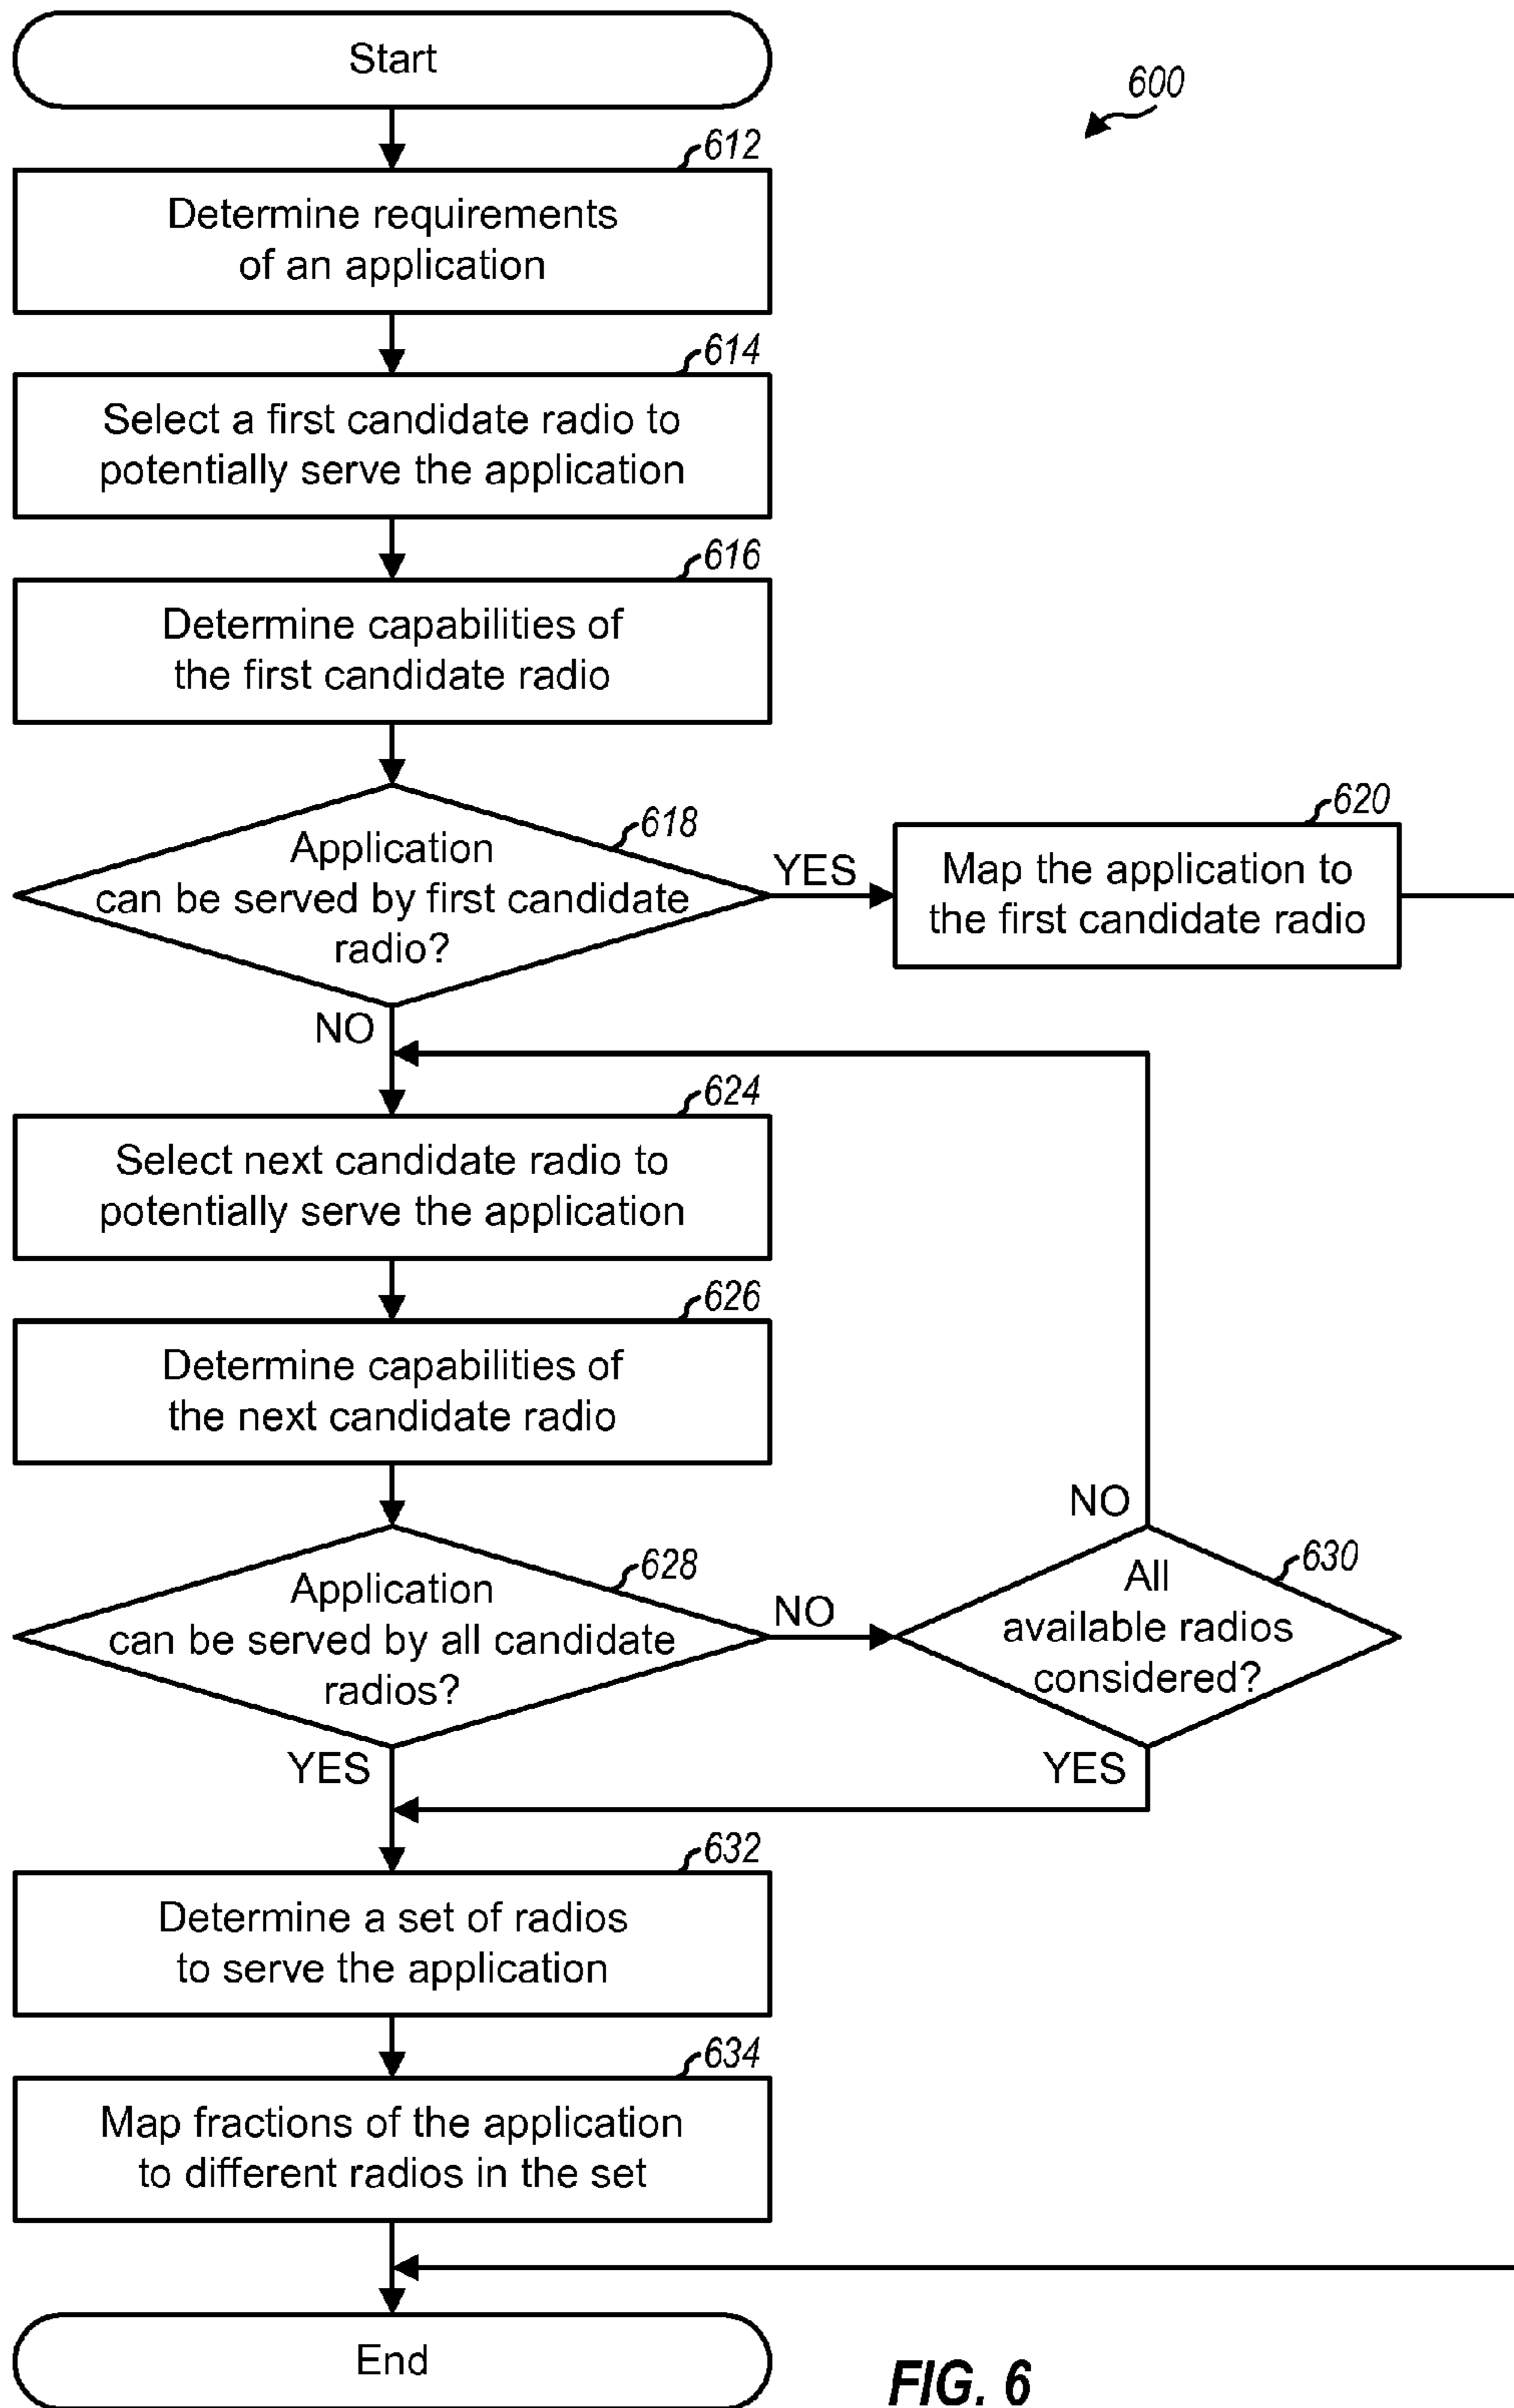 Start
600
612
Determine requirements
of an application
614
Select a first candidate radio to
potentially serve the application
616
Determine capabilities of
the first candidate radio
618
Application
can be served by first candidate
radio?
YES
620
Map the application to
the first candidate radio
NO
624
Select next candidate radio to
potentially serve the application
626
Determine capabilities of
the next candidate radio
628
Application
can be served by all candidate
radios?
NO
630
All
available radios
considered?
NO
YES
YES
632
Determine a set of radios
to serve the application
634
Map fractions of the application
to different radios in the set
End
FIG. 6